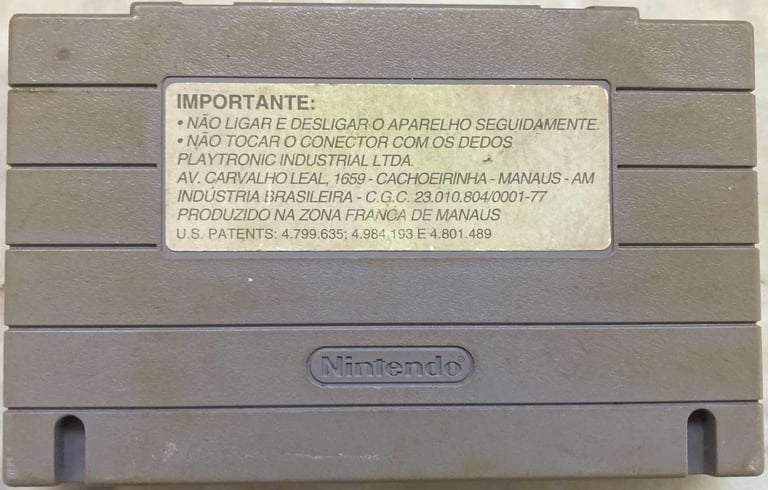 IMPORTANTE:
• NÃO LIGAR E DESLIGAR O APARELHO SEGUIDAMENTE.
• NÃO TOCAR O CONECTOR COM OS DEDOS
PLAYTRONIC INDUSTRIAL LTDA.
AV. CARVALHO LEAL, 1659 - CACHOEIRINHA - MANAUS - AM
INDÚSTRIA BRASILEIRA - C.G.C. 23.010.804/0001-77
PRODUZIDO NA ZONA FRANCA DE MANAUS
U.S. PATENTS: 4.799.635; 4.984.193 E 4.801.489
Nintendo®